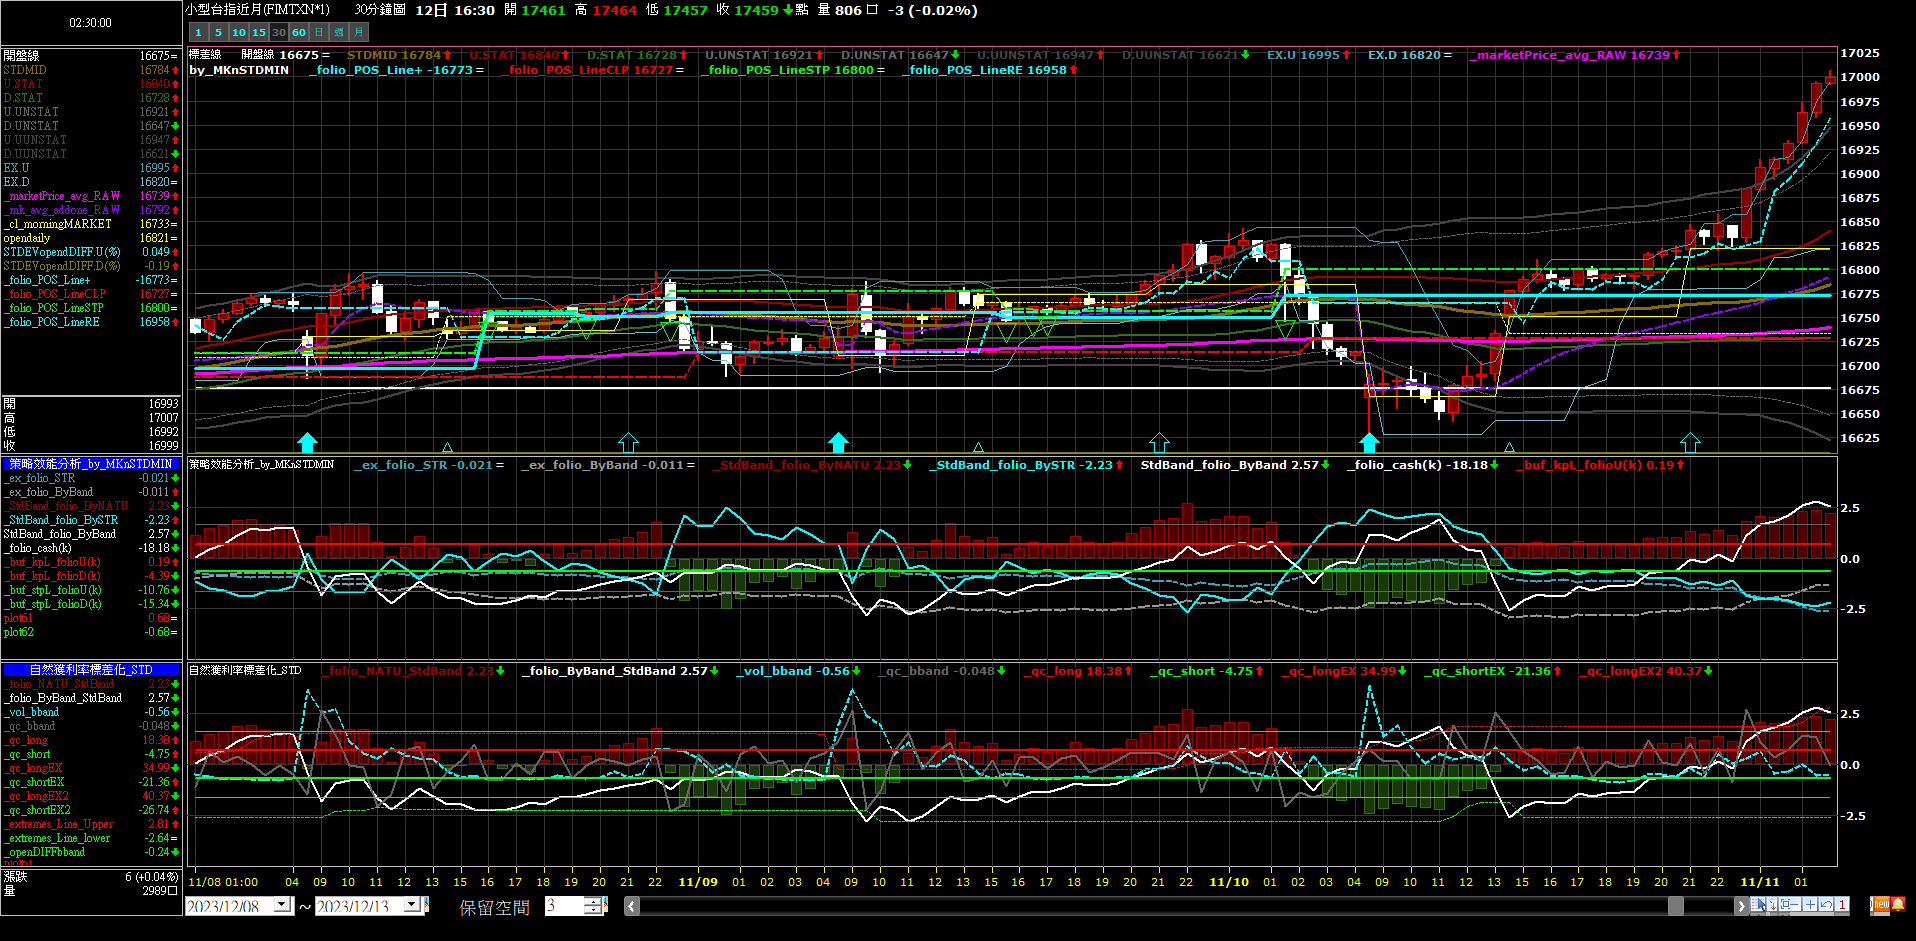 02:30:00
小型台指近月(FIMTXN*1) 30分鐘圖 12日 16:30 開 17461 高 17464 低 17457 收 17459 點 量 806 口 -3 (-0.02%)
1 5 10 15 30 60 日 週 月
開盤線 16675=
STDMID 16784
U.STAT 16840
D.STAT 16728
U.UNSTAT 16921
D.UNSTAT 16647
U.UUNSTAT 16947
D.UUNSTAT 16621
EX.U 16995
EX.D 16820=
_marketPrice_avg_RAW 16739
_mk_avg_addons_RAW 16792
_cl_morningMARKET 16733=
opendaily 16821=
STDEVopendDIFF.U(%) 0.049
STDEVopendDIFF.D(%) -0.19
_folio_POS_Line+ -16773=
_folio_POS_LineCLP 16727=
_folio_POS_LineSTP 16800=
_folio_POS_LineRE 16958
開 16993
高 17007
低 16992
收 16999
標差線 開盤線 16675 = STDMID 16784 U.STAT 16840 D.STAT 16728 U.UNSTAT 16921 D.UNSTAT 16647 U.UUNSTAT 16947 D.UUNSTAT 16621 EX.U 16995 EX.D 16820 = _marketPrice_avg_RAW 16739
by_MKnSTDMIN _folio_POS_Line+ -16773 = _folio_POS_LineCLP 16727 = _folio_POS_LineSTP 16800 = _folio_POS_LineRE 16958
17025
17000
16975
16950
16925
16900
16875
16850
16825
16800
16775
16750
16725
16700
16675
16650
16625
策略效能分析_by_MKnSTDMIN
_ex_folio_STR -0.021
_ex_folio_ByBand -0.011
_StdBand_folio_ByNATU 2.23
_StdBand_folio_BySTR -2.23
StdBand_folio_ByBand 2.57
_folio_cash(k) -18.18
_buf_kpL_folioU(k) 0.19
_buf_kpL_folioD(k) -4.39
_buf_stpL_folioU(k) -10.76
_buf_stpL_folioD(k) -15.34
plot61 0.68=
plot62 -0.68=
策略效能分析_by_MKnSTDMIN _ex_folio_STR -0.021 = _ex_folio_ByBand -0.011 = _StdBand_folio_ByNATU 2.23 _StdBand_folio_BySTR -2.23 StdBand_folio_ByBand 2.57 _folio_cash(k) -18.18 _buf_kpL_folioU(k) 0.19
2.5
0.0
-2.5
自然獲利率標差化_STD
_folio_NATU_StdBand 2.23
_folio_ByBand_StdBand 2.57
_vol_bband -0.56
_qc_bband -0.048
_qc_long 18.38
_qc_short -4.75
_qc_longEX 34.99
_qc_shortEX -21.36
_qc_longEX2 40.37
_qc_shortEX2 -26.74
_extremes_Line_Upper 2.81
_extremes_Line_lower -2.64=
_openDIFFbband -0.24
漲跌 6 (+0.04%)
量 2989口
自然獲利率標差化_STD _folio_NATU_StdBand 2.23 _folio_ByBand_StdBand 2.57 _vol_bband -0.56 _qc_bband -0.048 _qc_long 18.38 _qc_short -4.75 _qc_longEX 34.99 _qc_shortEX -21.36 _qc_longEX2 40.37
2.5
0.0
-2.5
11/08 01:00 04 09 10 11 12 13 15 16 17 19 20 21 22 11/09 01 02 03 04 09 10 11 12 13 15 16 17 18 19 20 21 22 11/10 01 02 03 04 09 10 11 12 13 15 16 17 18 19 20 21 22 11/11 01
2023/12/08 ~ 2023/12/13 保留空間 3
1 new